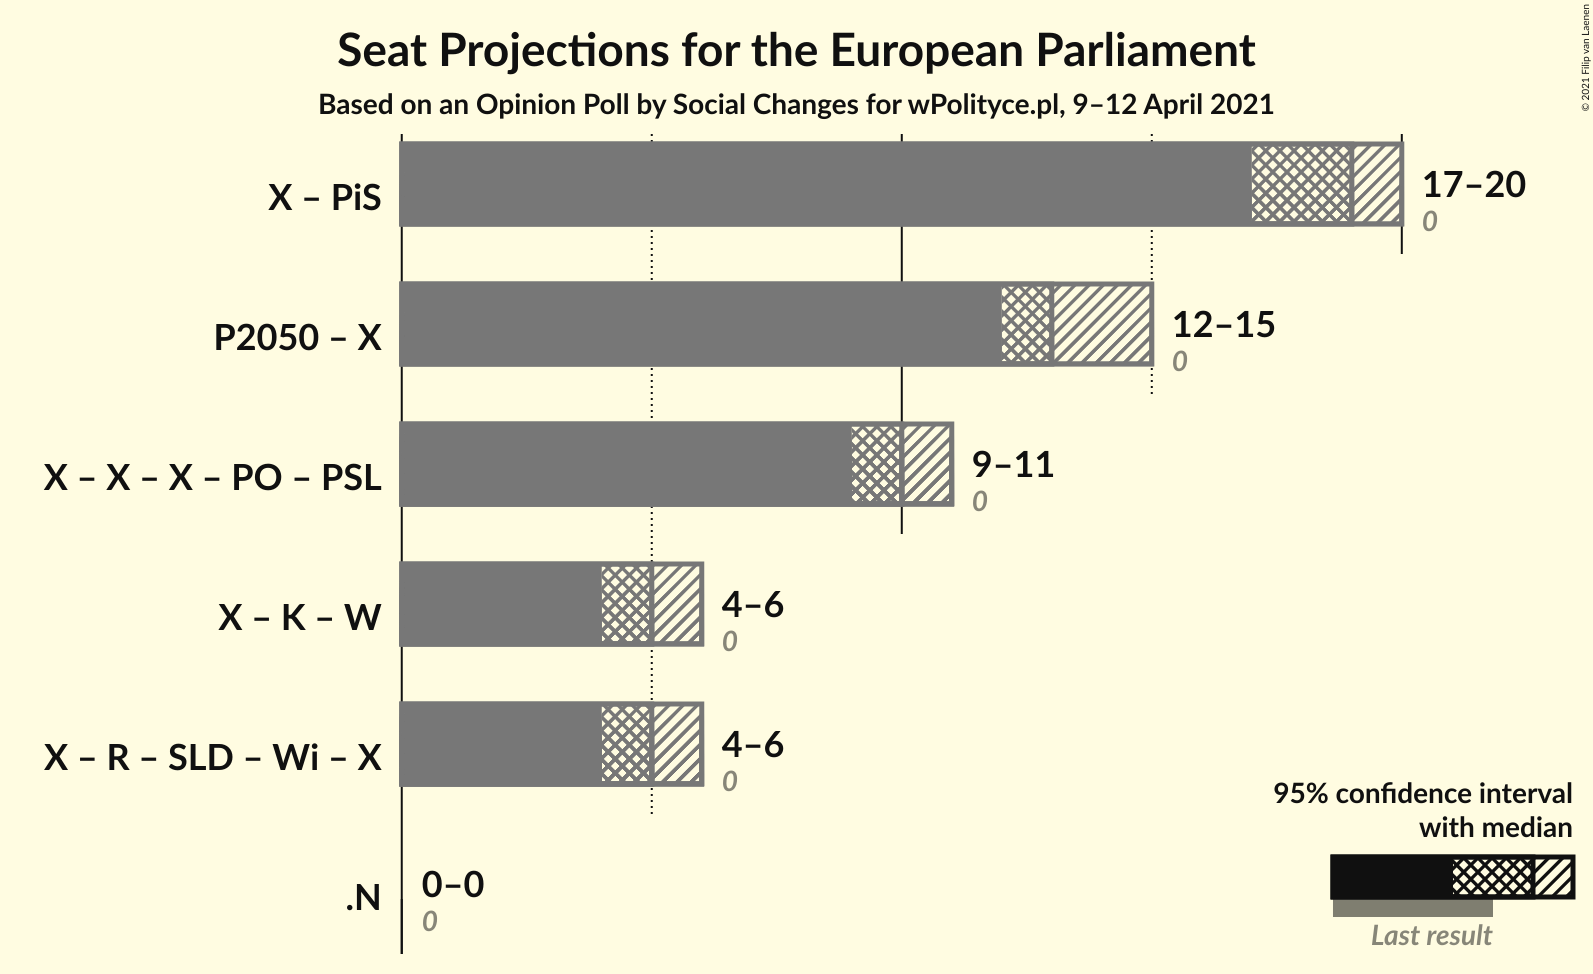 Seat Projections for the European Parliament
Based on an Opinion Poll by Social Changes for wPolityce.pl, 9–12 April 2021
© 2021 Filip van Laenen
X – PiS
17–20
0
P2050 – X
12–15
0
X – X – X – PO – PSL
9–11
0
X – K – W
4–6
0
X – R – SLD – Wi – X
4–6
0
.N
0–0
0
95% confidence interval
with median
Last result